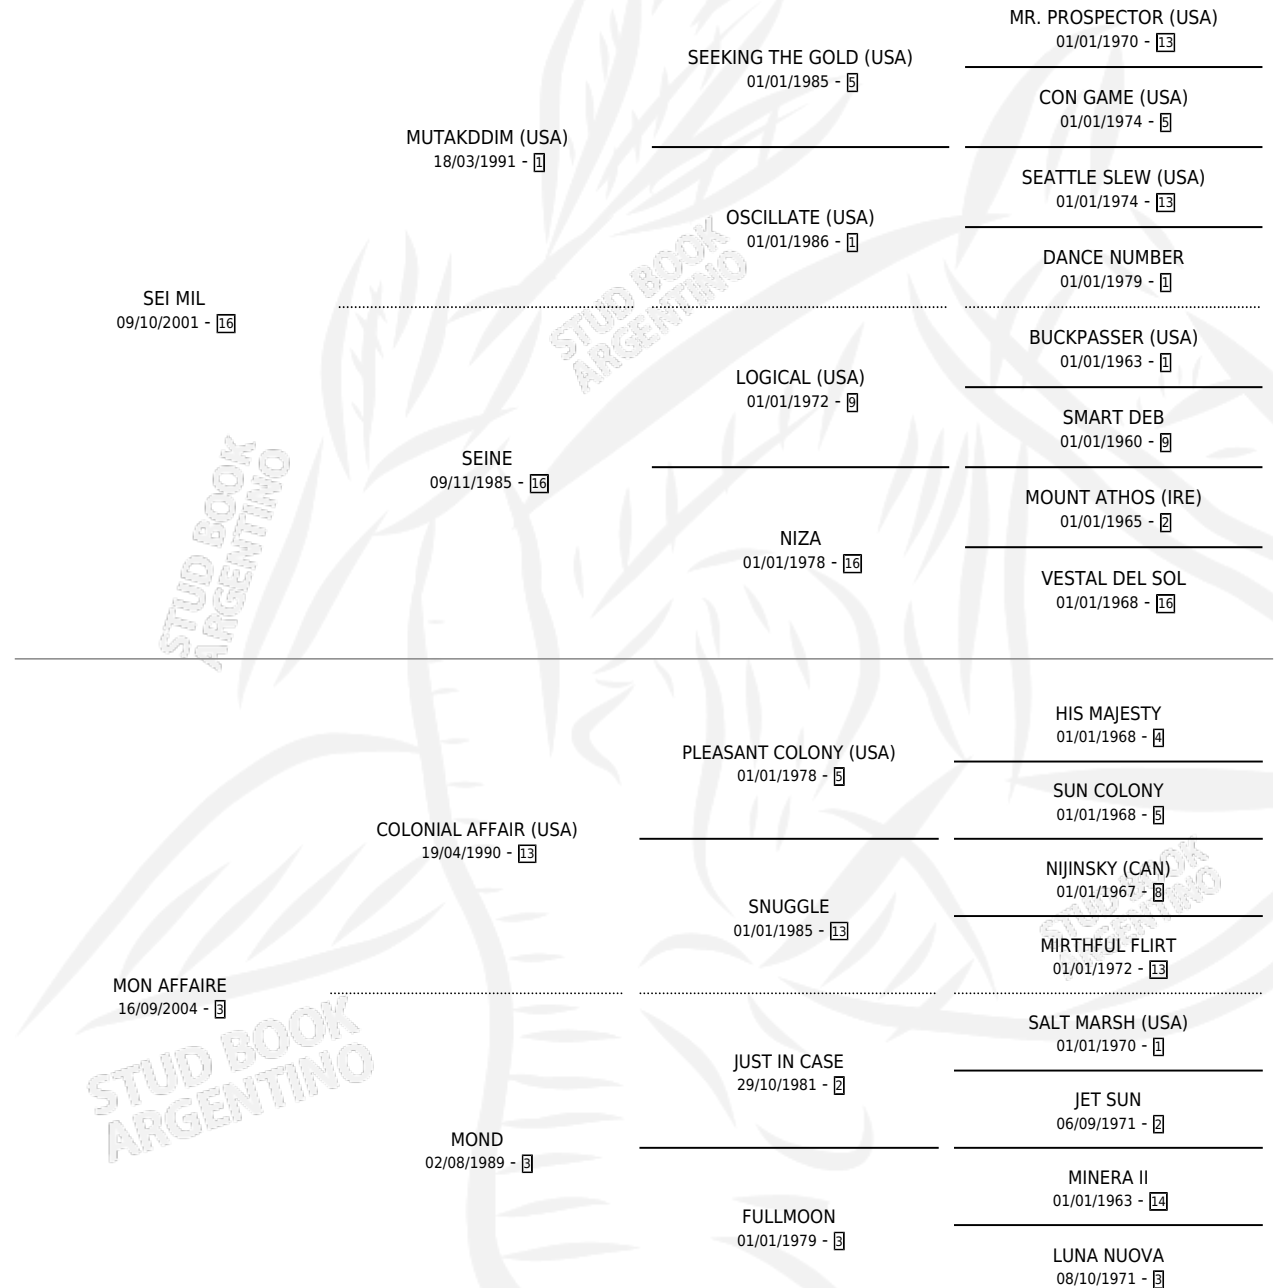 MR. PROSPECTOR (USA)
01/01/1970 - 13
SEEKING THE GOLD (USA)
01/01/1985 - 5
CON GAME (USA)
01/01/1974 - 5
MUTAKDDIM (USA)
18/03/1991 - 1
SEATTLE SLEW (USA)
01/01/1974 - 13
OSCILLATE (USA)
01/01/1986 - 1
DANCE NUMBER
01/01/1979 - 1
SEI MIL
09/10/2001 - 16
STUD BOOK
ARGENTINO
BUCKPASSER (USA)
01/01/1963 - 1
LOGICAL (USA)
01/01/1972 - 9
SMART DEB
01/01/1960 - 9
SEINE
09/11/1985 - 16
MOUNT ATHOS (IRE)
01/01/1965 - 2
NIZA
01/01/1978 - 16
VESTAL DEL SOL
01/01/1968 - 16
STUD BOOK
ARGENTINO
HIS MAJESTY
01/01/1968 - 4
PLEASANT COLONY (USA)
01/01/1978 - 5
SUN COLONY
01/01/1968 - 5
COLONIAL AFFAIR (USA)
19/04/1990 - 13
NIJINSKY (CAN)
01/01/1967 - 8
STUD BOOK
ARGENTINO
SNUGGLE
01/01/1985 - 13
MIRTHFUL FLIRT
01/01/1972 - 13
MON AFFAIRE
16/09/2004 - 3
STUD BOOK
ARGENTINO
SALT MARSH (USA)
01/01/1970 - 1
JUST IN CASE
29/10/1981 - 2
JET SUN
06/09/1971 - 2
MOND
02/08/1989 - 3
MINERA II
01/01/1963 - 14
FULLMOON
01/01/1979 - 3
LUNA NUOVA
08/10/1971 - 3